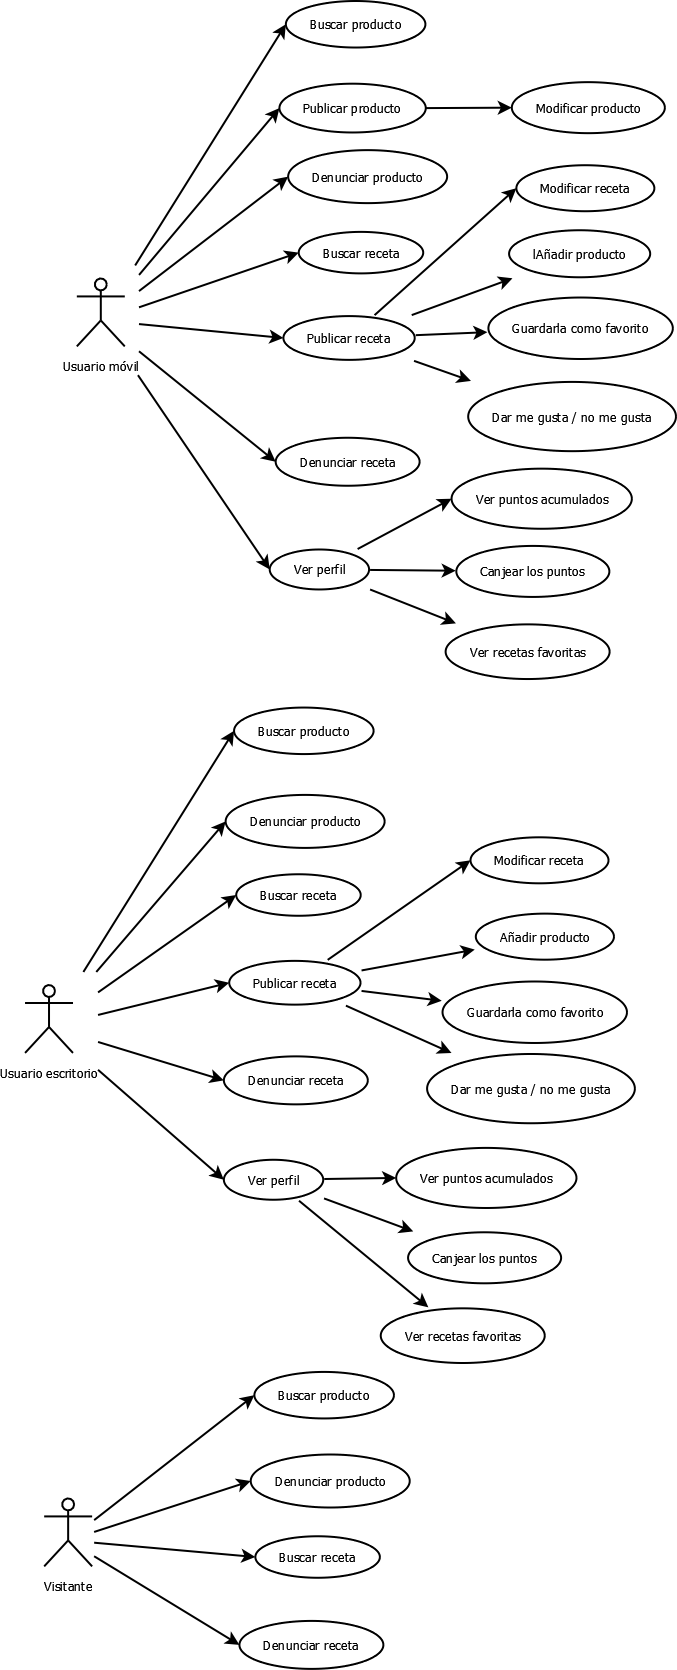 Buscar producto
Publicar producto
Modificar producto
Denunciar producto
Modificar receta
Buscar receta
lAñadir producto
Publicar receta
Guardarla como favorito
Usuario móvil
Dar me gusta / no me gusta
Denunciar receta
Ver puntos acumulados
Ver perfil
Canjear los puntos
Ver recetas favoritas
Buscar producto
Denunciar producto
Modificar receta
Buscar receta
Añadir producto
Publicar receta
Guardarla como favorito
Usuario escritorio
Denunciar receta
Dar me gusta / no me gusta
Ver perfil
Ver puntos acumulados
Canjear los puntos
Ver recetas favoritas
Buscar producto
Denunciar producto
Buscar receta
Visitante
Denunciar receta